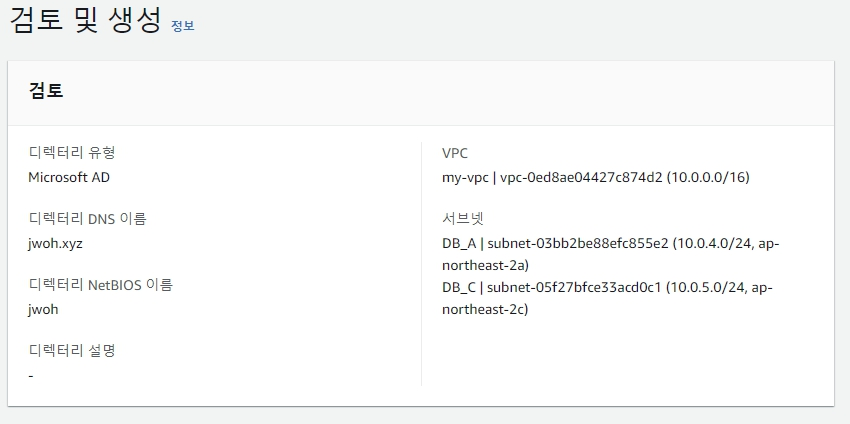 검토 및 생성 정보
검토
디렉터리 유형
Microsoft AD
디렉터리 DNS 이름
jwoh.xyz
디렉터리 NetBIOS 이름
jwoh
디렉터리 설명
-
VPC
my-vpc | vpc-0ed8ae04427c874d2 (10.0.0.0/16)
서브넷
DB_A | subnet-03bb2be88efc855e2 (10.0.4.0/24, ap-
northeast-2a)
DB_C | subnet-05f27bfce33acd0c1 (10.0.5.0/24, ap-
northeast-2c)